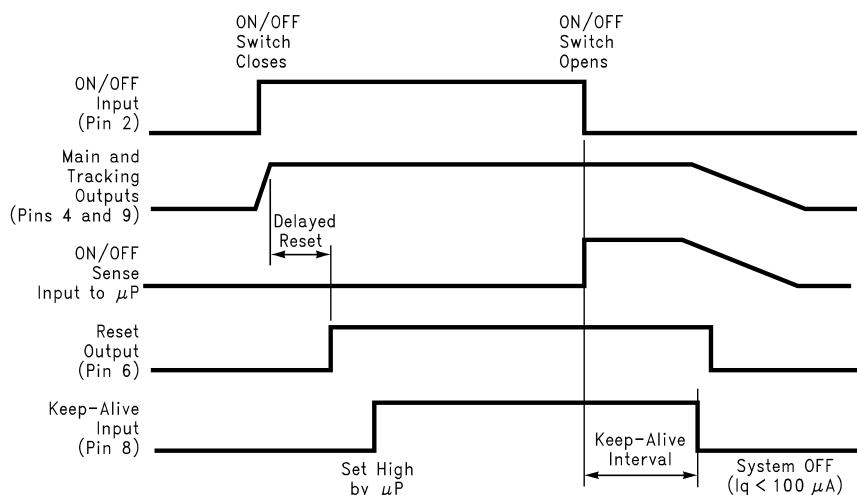 ON/OFF
Switch
Closes
ON/OFF
Switch
Opens
ON/OFF
Input
(Pin 2)
Main and
Tracking
Outputs
(Pins 4 and 9)
Delayed
Reset
ON/OFF
Sense
Input to μP
Reset
Output
(Pin 6)
Keep-Alive
Input
(Pin 8)
Set High
by μP
Keep-Alive
Interval
System OFF
(Iq < 100 μA)